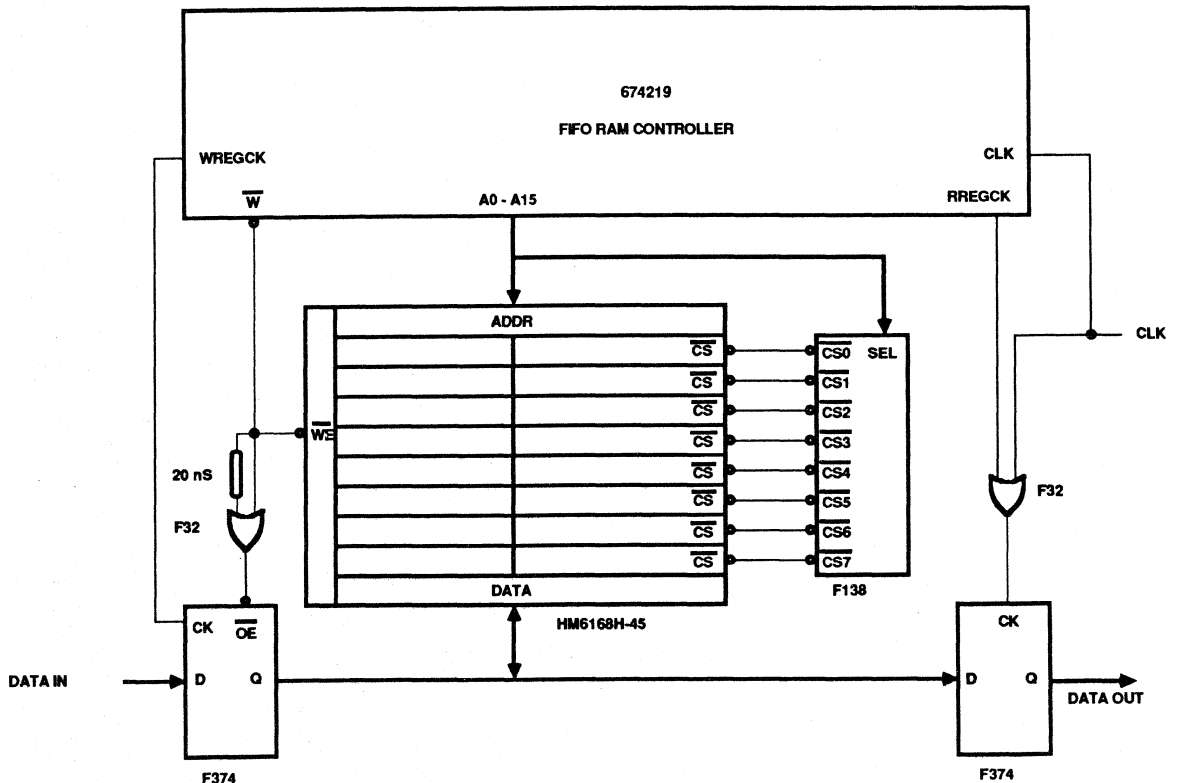 674219
FIFO RAM CONTROLLER
WREGCK
CLK
W
A0 - A15
RREGCK
ADDR
CS
CS0
SEL
CLK
CS
CS1
CS
CS2
WE
CS
CS3
20 nS
CS
CS4
CS
CS5
F32
F32
CS
CS6
CS
CS7
DATA
F138
HM6168H-45
CK
OE
CK
DATA IN
D
Q
D
Q
DATA OUT
F374
F374